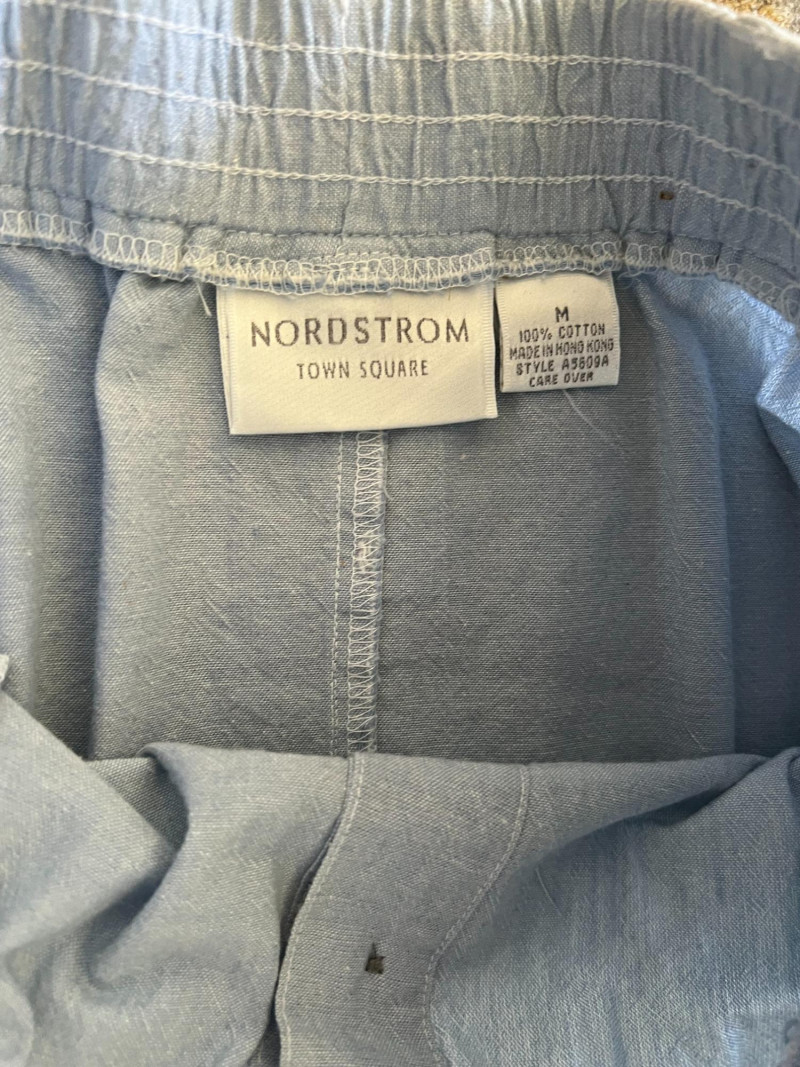 NORDSTROM
TOWN SQUARE
M
100% COTTON
MADE IN HONG KONG
STYLE A5609A
CARE OVER